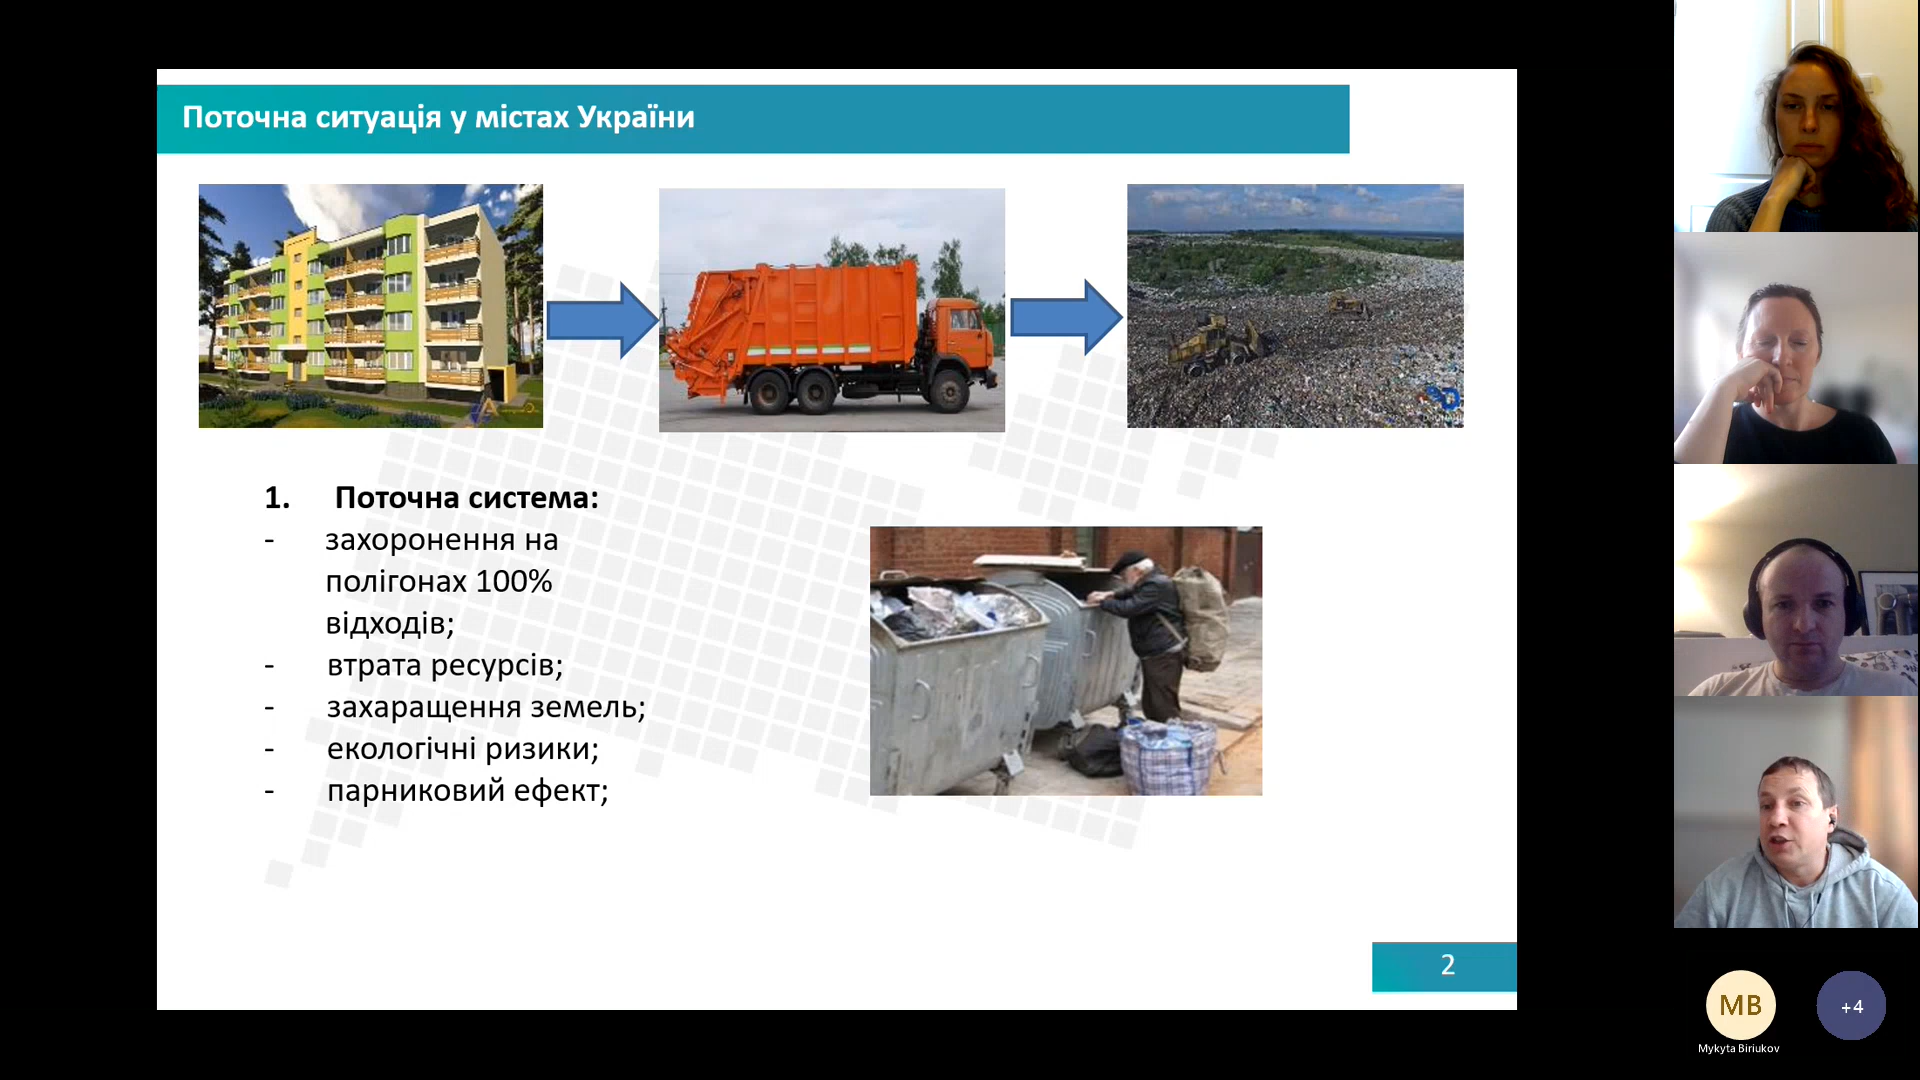 Поточна ситуація у містах України
1. Поточна система:
- захоронення на
полігонах 100%
відходів;
- втрата ресурсів;
- захаращення земель;
- екологічні ризики;
- парниковий ефект;
2
MB
+4
Mykyta Biriukov